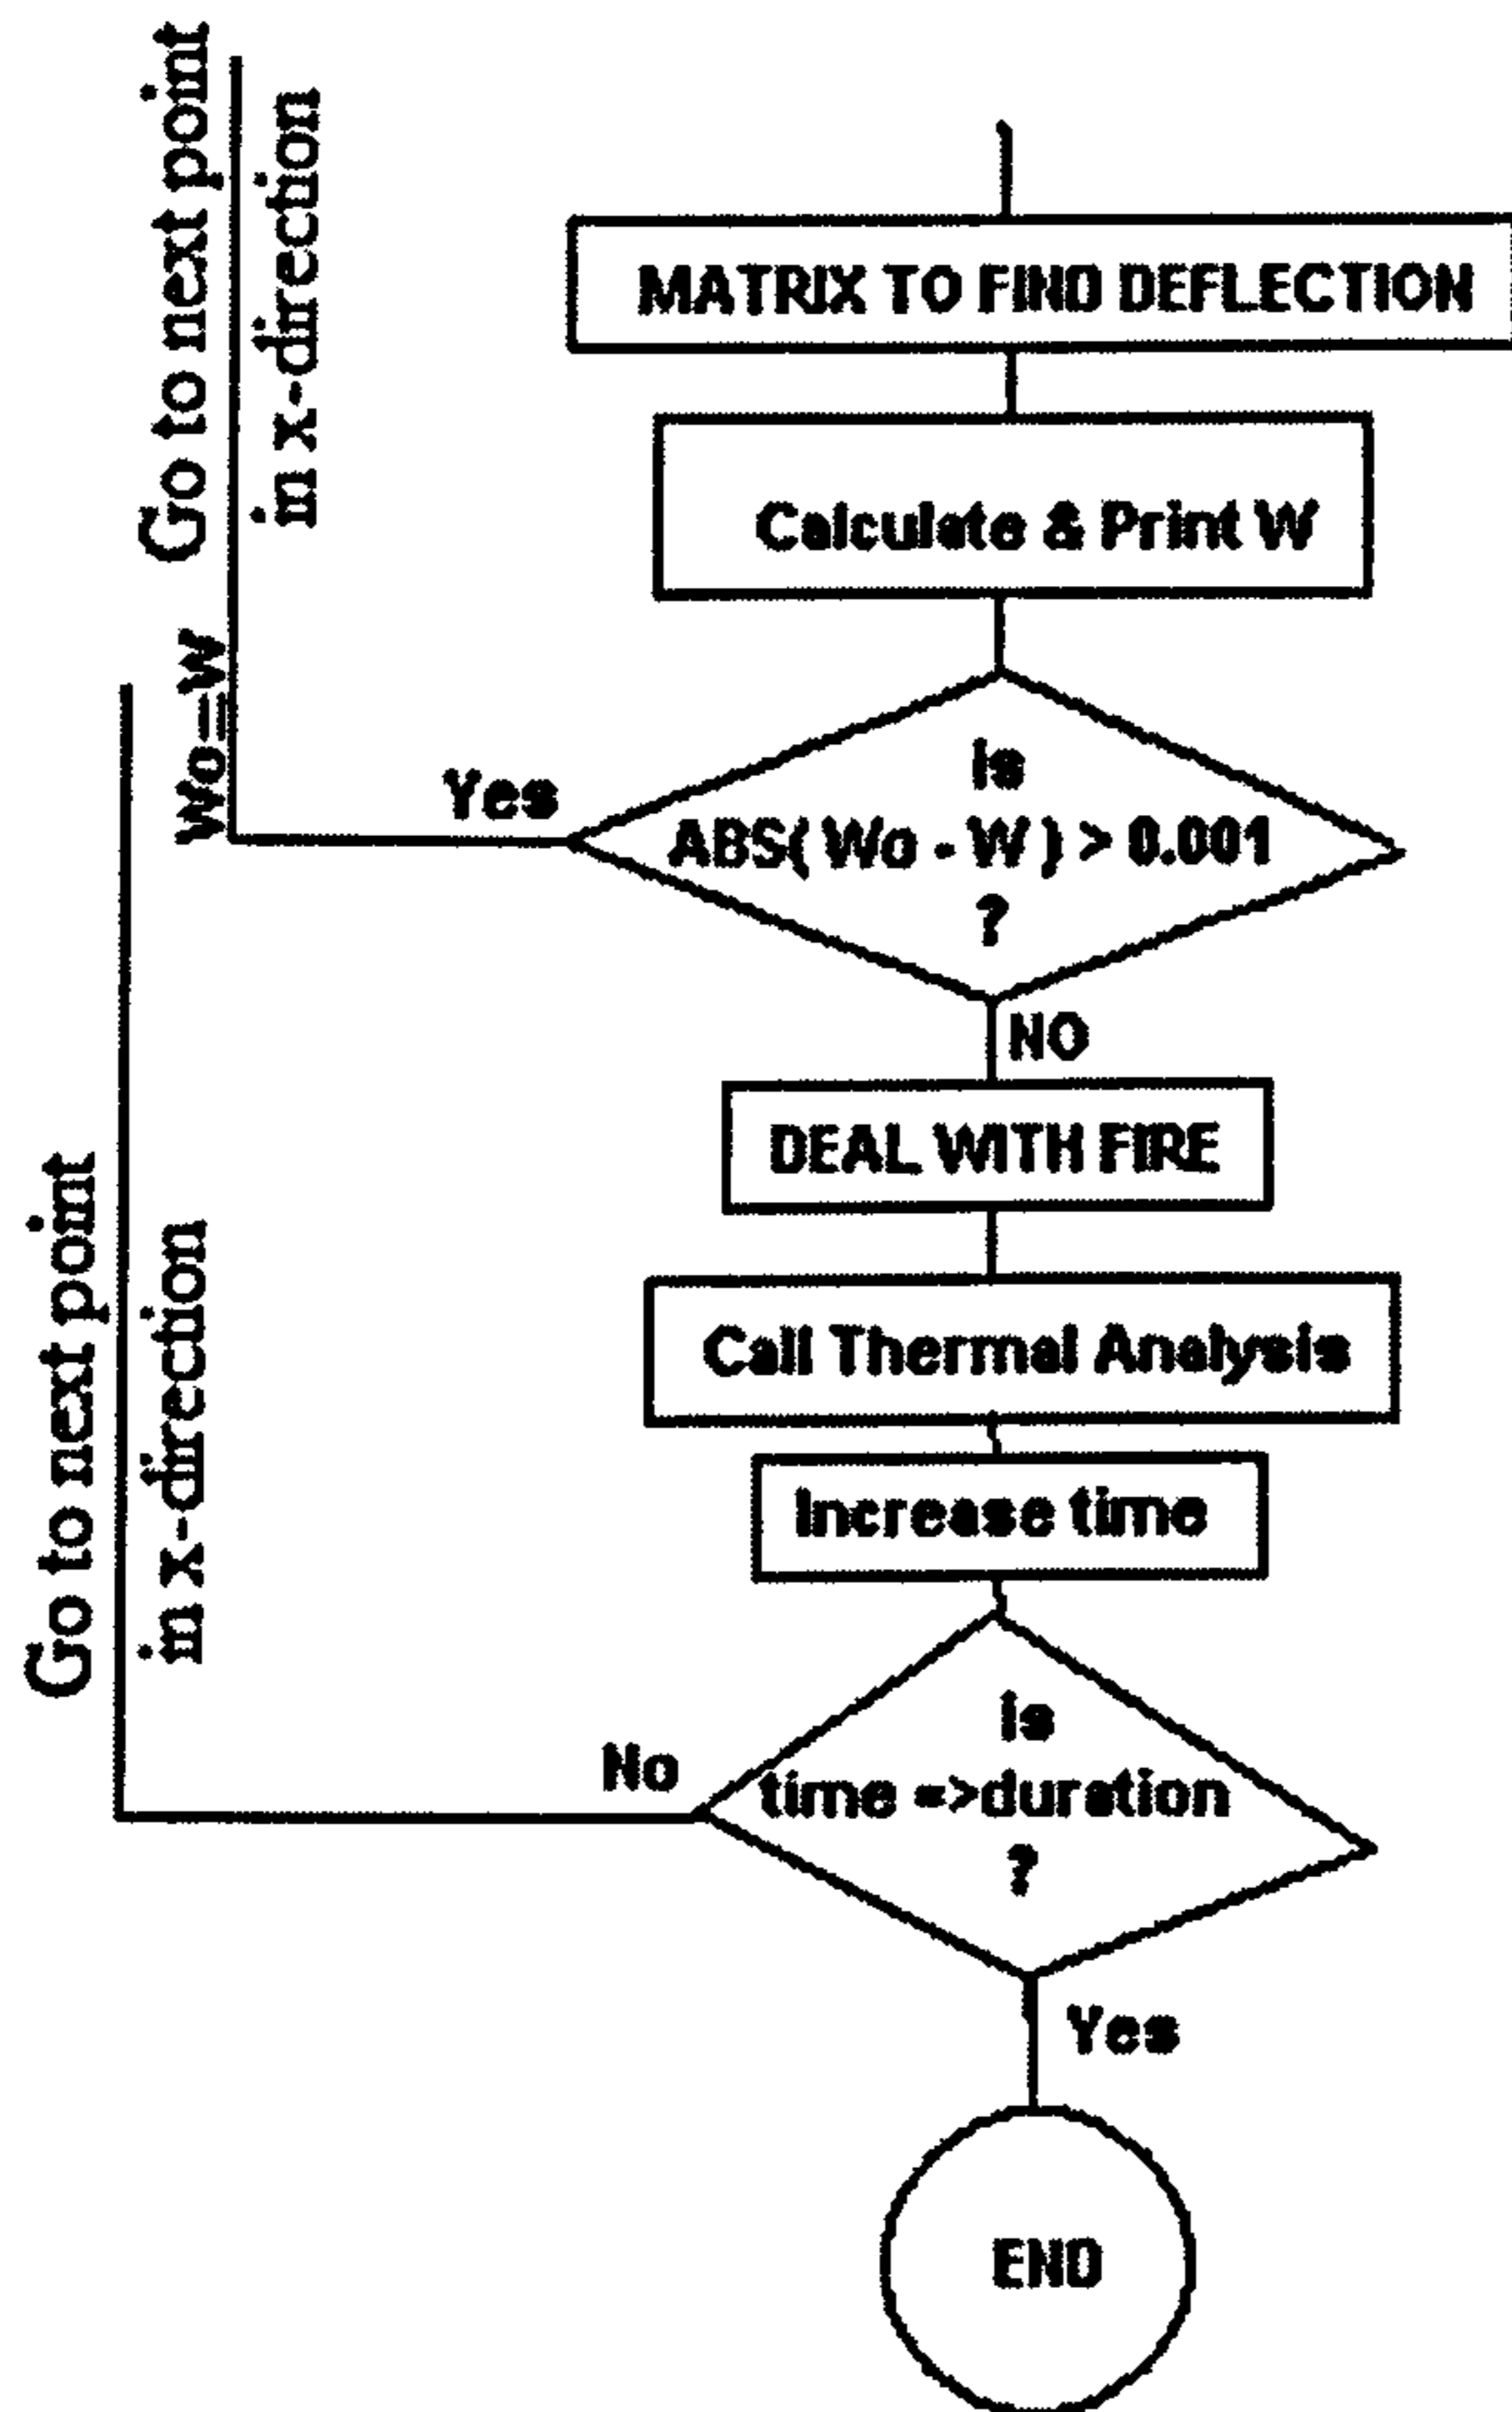 Go to next point
in x-direction
MATRIX TO FIND DEFLECTION
Calculate & Print W
Wo=W
Yes
Is
ABS( Wo - W ) > 0.001
?
NO
DEAL WITH FIRE
Call Thermal Analysis
Go to next point
in x-direction
Increase time
Is
No
time =>duration
?
Yes
END